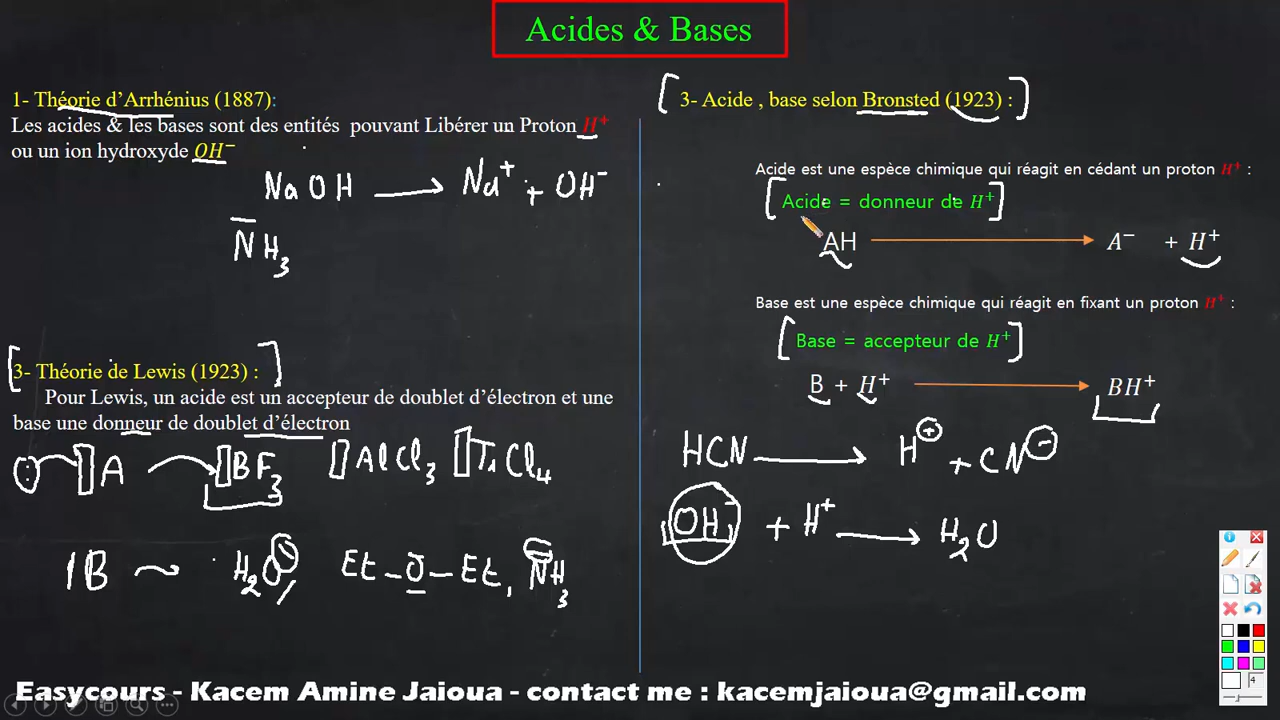 Acides & Bases
1- Théorie d'Arrhénius (1887):
Les acides & les bases sont des entités pouvant Libérer un Proton H⁺
ou un ion hydroxyde OH⁻
NaOH → Na⁺ + OH⁻
NH₃
3- Théorie de Lewis (1923) :
Pour Lewis, un acide est un accepteur de doublet d'électron et une
base une donneur de doublet d'électron
A → BF₃ AlCl₃ TiCl₄
|B ~ H₂O Et-O-Et, NH₃
3- Acide , base selon Bronsted (1923) :
Acide est une espèce chimique qui réagit en cédant un proton H⁺ :
Acide = donneur de H⁺
AH → A⁻ + H⁺
Base est une espèce chimique qui réagit en fixant un proton H⁺ :
Base = accepteur de H⁺
B + H⁺ → BH⁺
HCN → H⁺ + CN⁻
OH⁻ + H⁺ → H₂O
4
Easycours - Kacem Amine Jaioua - contact me : kacemjaioua@gmail.com